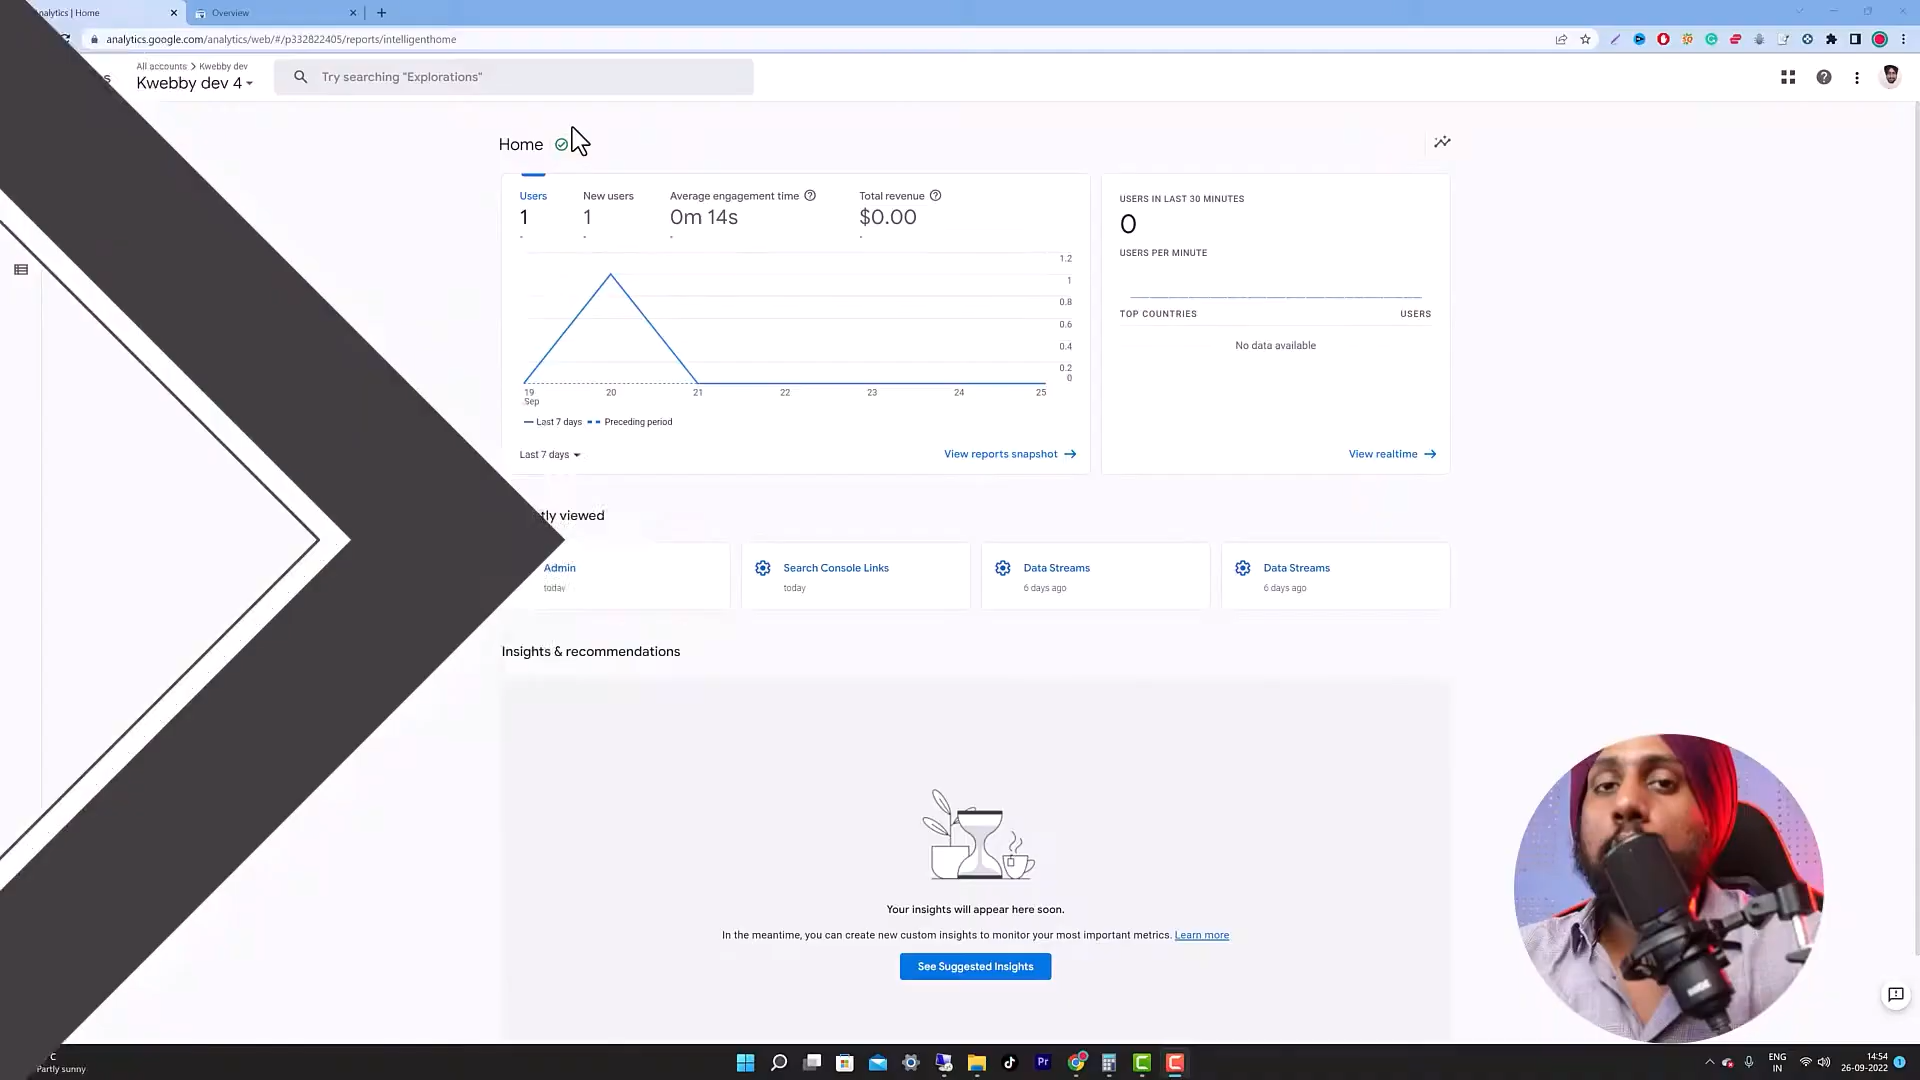 Analytics | Home
Overview
analytics.google.com/analytics/web/#/p332822405/reports/intelligenthome
All accounts > Kwebby dev
Kwebby dev 4
Try searching "Explorations"
Home
Users
New users
Average engagement time
Total revenue
1
1
0m 14s
$0.00
-
-
-
-
1.2
1
0.8
0.6
0.4
0.2
0
19
Sep
20
21
22
23
24
25
Last 7 days
Preceding period
Last 7 days
View reports snapshot
USERS IN LAST 30 MINUTES
0
USERS PER MINUTE
TOP COUNTRIES
USERS
No data available
View realtime
tly viewed
Admin
today
Search Console Links
today
Data Streams
6 days ago
Data Streams
6 days ago
Insights & recommendations
Your insights will appear here soon.
In the meantime, you can create new custom insights to monitor your most important metrics. Learn more
See Suggested Insights
C
Partly sunny
Pr
ENG
IN
14:54
26-09-2022
1